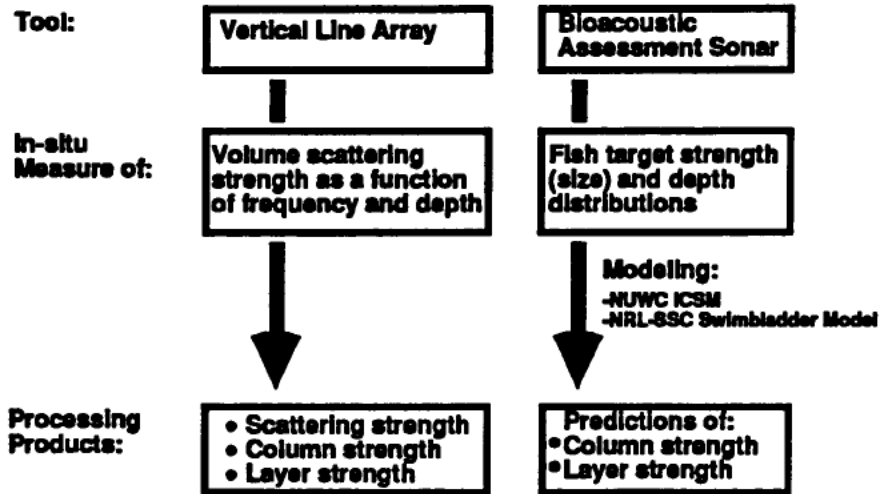 Tool:
Vertical Line Array
Bioacoustic
Assessment Sonar
In-situ
Measure of:
Volume scattering
strength as a function
of frequency and depth
Fish target strength
(size) and depth
distributions
Modeling:
-NUWC ICSM
-NRL-SSC Swimbladder Model
Processing
Products:
• Scattering strength
• Column strength
• Layer strength
Predictions of:
• Column strength
• Layer strength